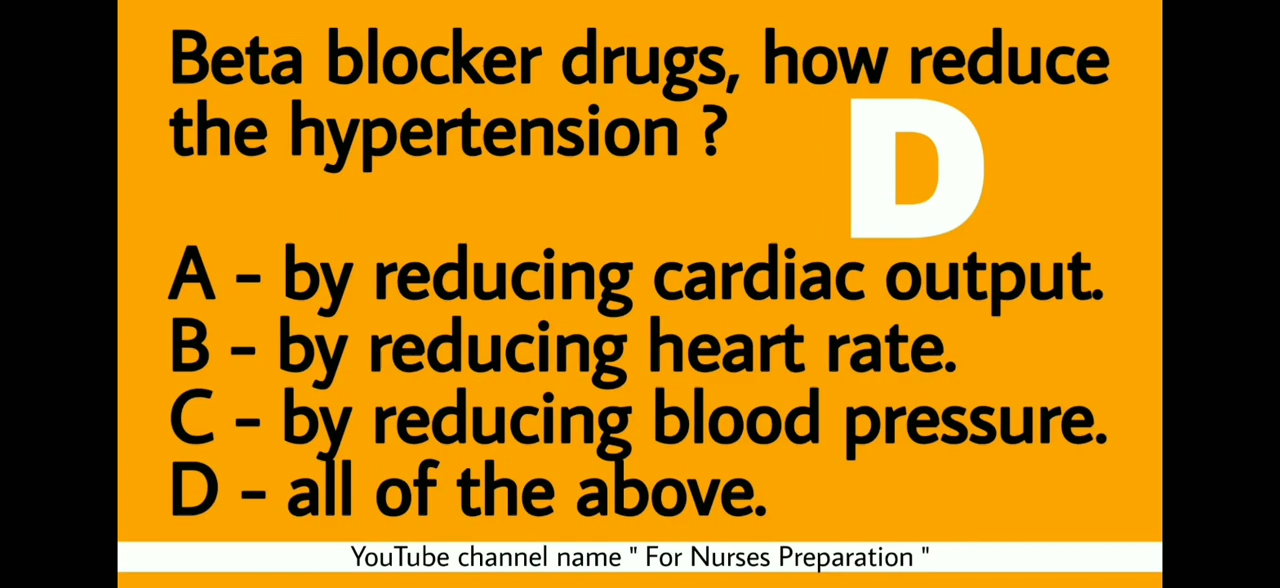 Beta blocker drugs, how reduce
the hypertension ?
D
A - by reducing cardiac output.
B - by reducing heart rate.
C - by reducing blood pressure.
D - all of the above.
YouTube channel name " For Nurses Preparation "